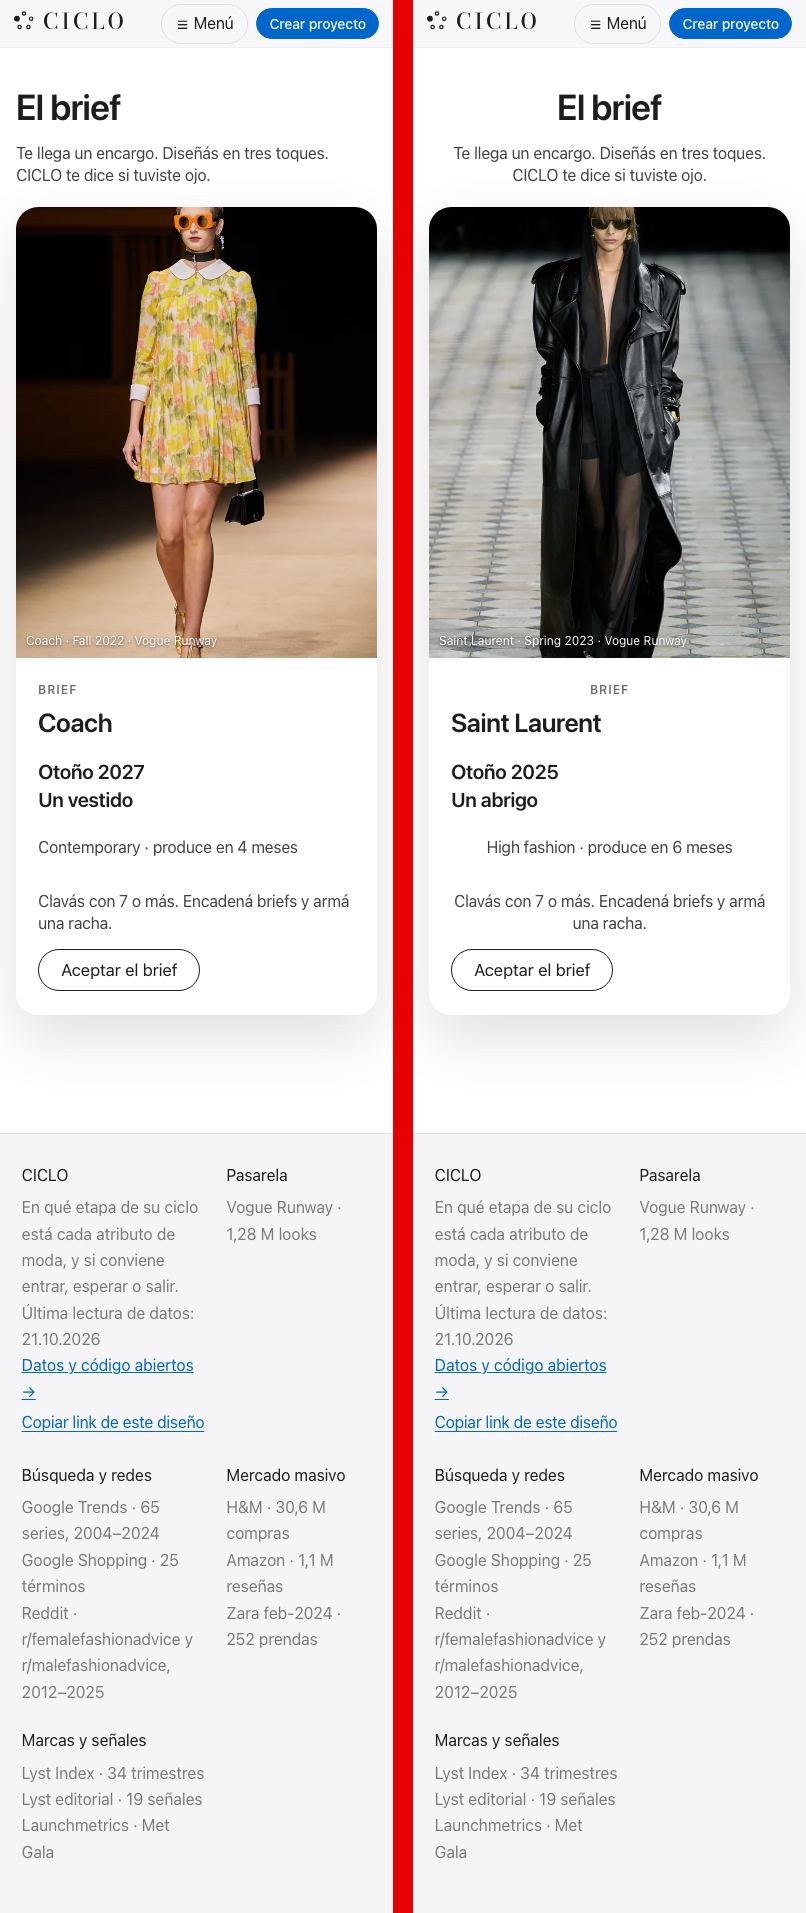 CICLO
≡ Menú
Crear proyecto
El brief
Te llega un encargo. Diseñás en tres toques.
CICLO te dice si tuviste ojo.
Coach · Fall 2022 · Vogue Runway
BRIEF
Coach
Otoño 2027
Un vestido
Contemporary · produce en 4 meses
Clavás con 7 o más. Encadená briefs y armá
una racha.
Aceptar el brief
CICLO
En qué etapa de su ciclo
está cada atributo de
moda, y si conviene
entrar, esperar o salir.
Última lectura de datos:
21.10.2026
Datos y código abiertos
→
Copiar link de este diseño
Pasarela
Vogue Runway ·
1,28 M looks
Búsqueda y redes
Google Trends · 65
series, 2004–2024
Google Shopping · 25
términos
Reddit ·
r/femalefashionadvice y
r/malefashionadvice,
2012–2025
Mercado masivo
H&M · 30,6 M
compras
Amazon · 1,1 M
reseñas
Zara feb-2024 ·
252 prendas
Marcas y señales
Lyst Index · 34 trimestres
Lyst editorial · 19 señales
Launchmetrics · Met
Gala
CICLO
≡ Menú
Crear proyecto
El brief
Te llega un encargo. Diseñás en tres toques.
CICLO te dice si tuviste ojo.
Saint Laurent · Spring 2023 · Vogue Runway
BRIEF
Saint Laurent
Otoño 2025
Un abrigo
High fashion · produce en 6 meses
Clavás con 7 o más. Encadená briefs y armá
una racha.
Aceptar el brief
CICLO
En qué etapa de su ciclo
está cada atributo de
moda, y si conviene
entrar, esperar o salir.
Última lectura de datos:
21.10.2026
Datos y código abiertos
→
Copiar link de este diseño
Pasarela
Vogue Runway ·
1,28 M looks
Búsqueda y redes
Google Trends · 65
series, 2004–2024
Google Shopping · 25
términos
Reddit ·
r/femalefashionadvice y
r/malefashionadvice,
2012–2025
Mercado masivo
H&M · 30,6 M
compras
Amazon · 1,1 M
reseñas
Zara feb-2024 ·
252 prendas
Marcas y señales
Lyst Index · 34 trimestres
Lyst editorial · 19 señales
Launchmetrics · Met
Gala